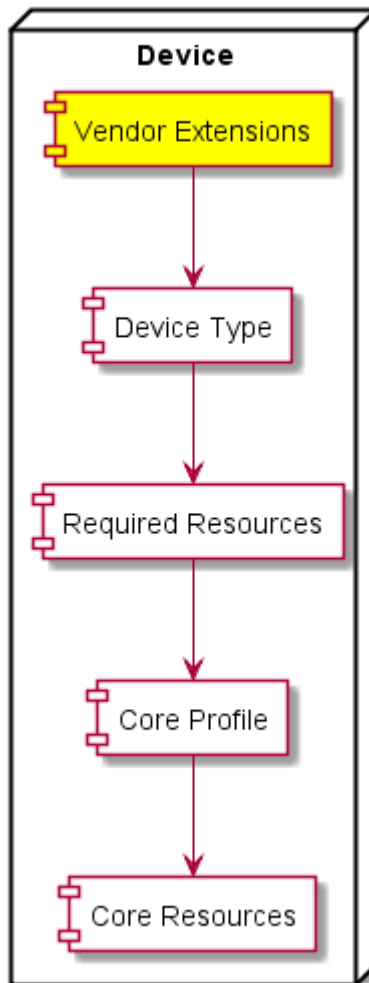 Device
Vendor Extensions
Device Type
Required Resources
Core Profile
Core Resources